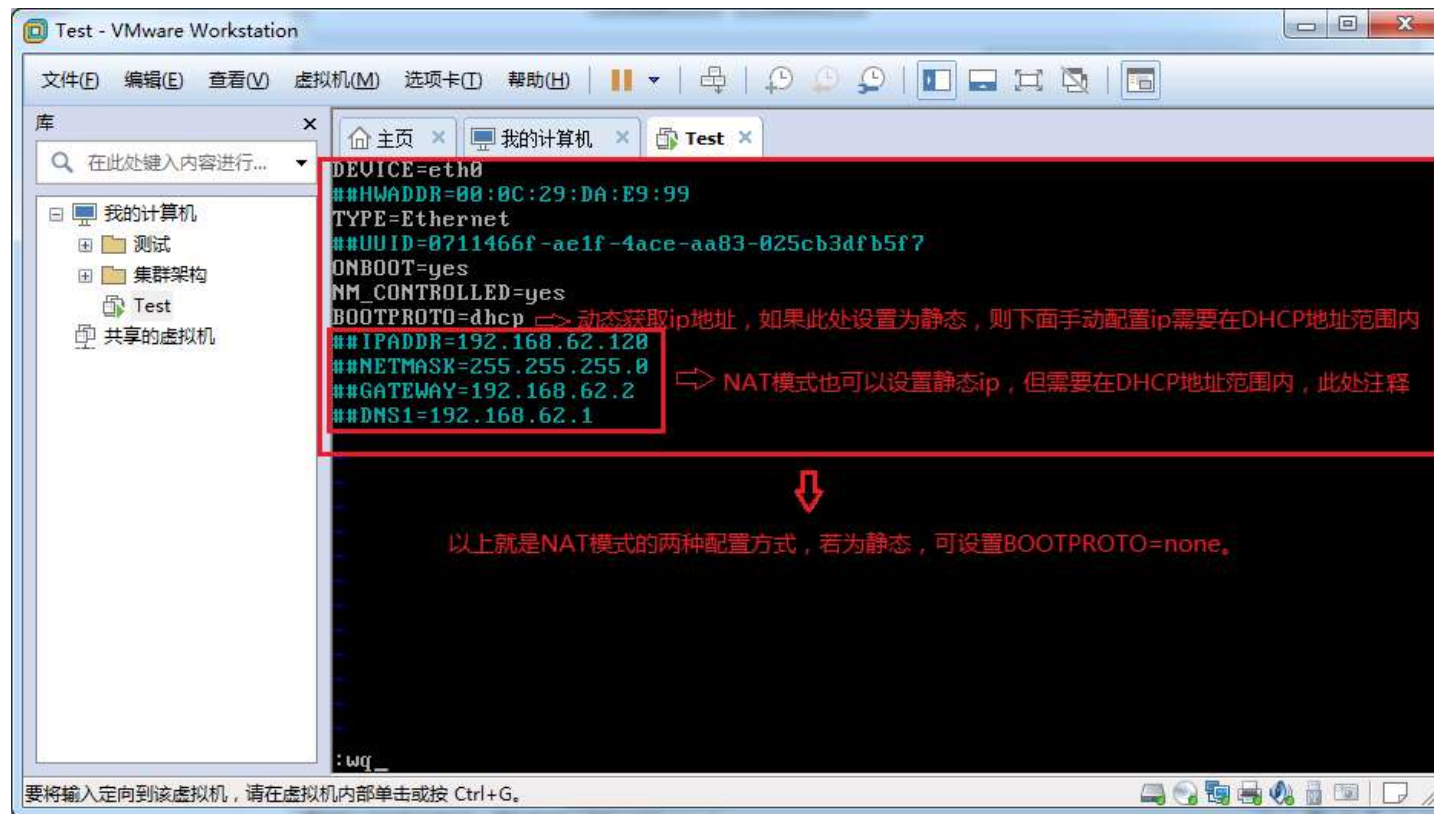 Test - VMware Workstation
文件(F) 编辑(E) 查看(V) 虚拟机(M) 选项卡(T) 帮助(H)
库
在此处键入内容进行...
我的计算机
测试
集群架构
Test
共享的虚拟机
主页 我的计算机 Test
DEVICE=eth0
##HWADDR=00:0C:29:DA:E9:99
TYPE=Ethernet
##UUID=0711466f-ae1f-4ace-aa83-025cb3dfb5f7
ONBOOT=yes
NM_CONTROLLED=yes
BOOTPROTO=dhcp 动态获取ip地址，如果此处设置为静态，则下面手动配置ip需要在DHCP地址范围内
##IPADDR=192.168.62.120
##NETMASK=255.255.255.0
##GATEWAY=192.168.62.2
##DNS1=192.168.62.1
NAT模式也可以设置静态ip，但需要在DHCP地址范围内，此处注释
以上就是NAT模式的两种配置方式，若为静态，可设置BOOTPROTO=none。
:wq_
要将输入定向到该虚拟机，请在虚拟机内部单击或按 Ctrl+G。